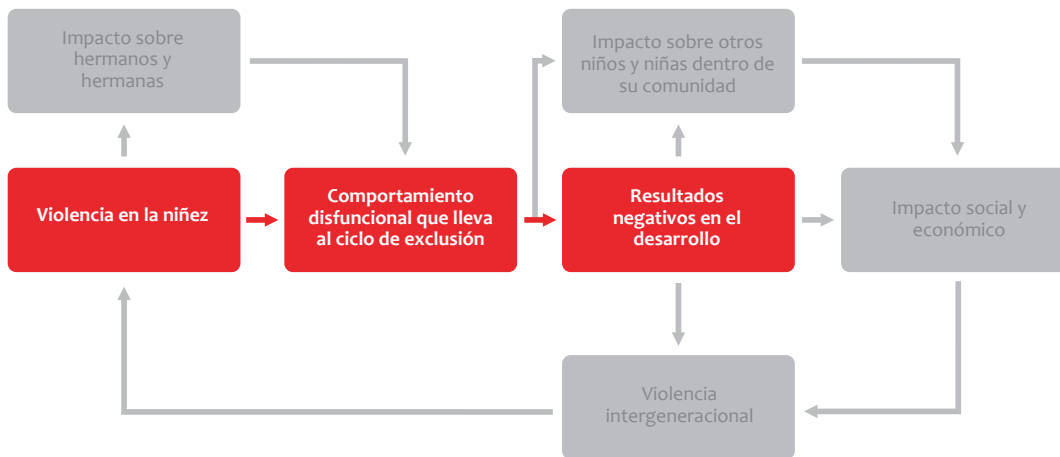 Impacto sobre
hermanos y
hermanas
Impacto sobre otros
niños y niñas dentro de
su comunidad
Violencia en la niñez
Comportamiento
disfuncional que lleva
al ciclo de exclusión
Resultados
negativos en el
desarrollo
Impacto social y
económico
Violencia
intergeneracional